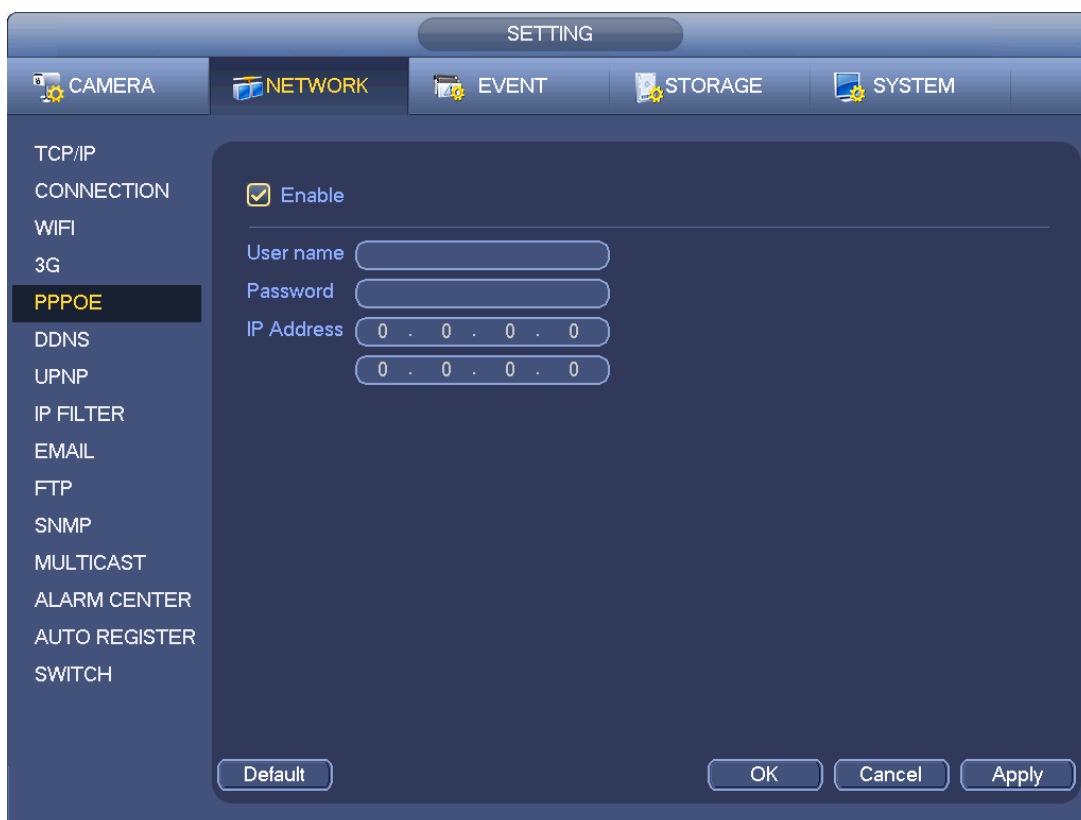 SETTING
CAMERA NETWORK EVENT STORAGE SYSTEM
TCP/IP
CONNECTION
WIFI
3G
PPPOE
DDNS
UPNP
IP FILTER
EMAIL
FTP
SNMP
MULTICAST
ALARM CENTER
AUTO REGISTER
SWITCH
Enable
User name
Password
IP Address 0 . 0 . 0 . 0
0 . 0 . 0 . 0
Default OK Cancel Apply